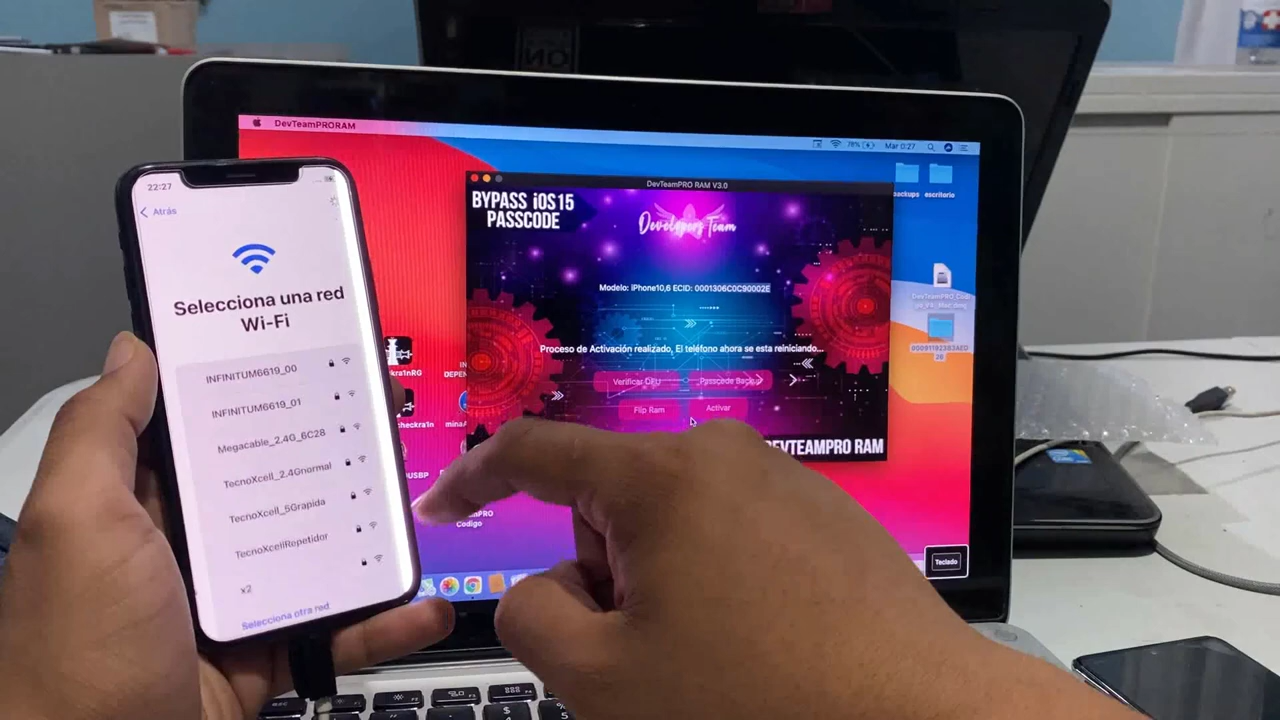 22:27
Atrás
Selecciona una red
Wi-Fi
INFINITUM6619_00
INFINITUM6619_01
Megacable_2.4G_6C28
TecnoXcell_2.4Gnormal
TecnoXcell_5Grapida
TecnoXcellRepetidor
x2
Selecciona otra red
DevTeamPRORAM
78%
Mar 0:27
DevTeamPRO RAM V3.0
BYPASS iOS15
PASSCODE
Developers Team
Modelo: iPhone10,6 ECID: 0001306C0C90002E
Proceso de Activación realizado, El teléfono ahora se esta reiniciando...
Verificar CPU
Passcode Backup
Flip Ram
Activar
DEVTEAMPRO RAM
backups
escritorio
checkra1n
Codigo
Teclado
ON